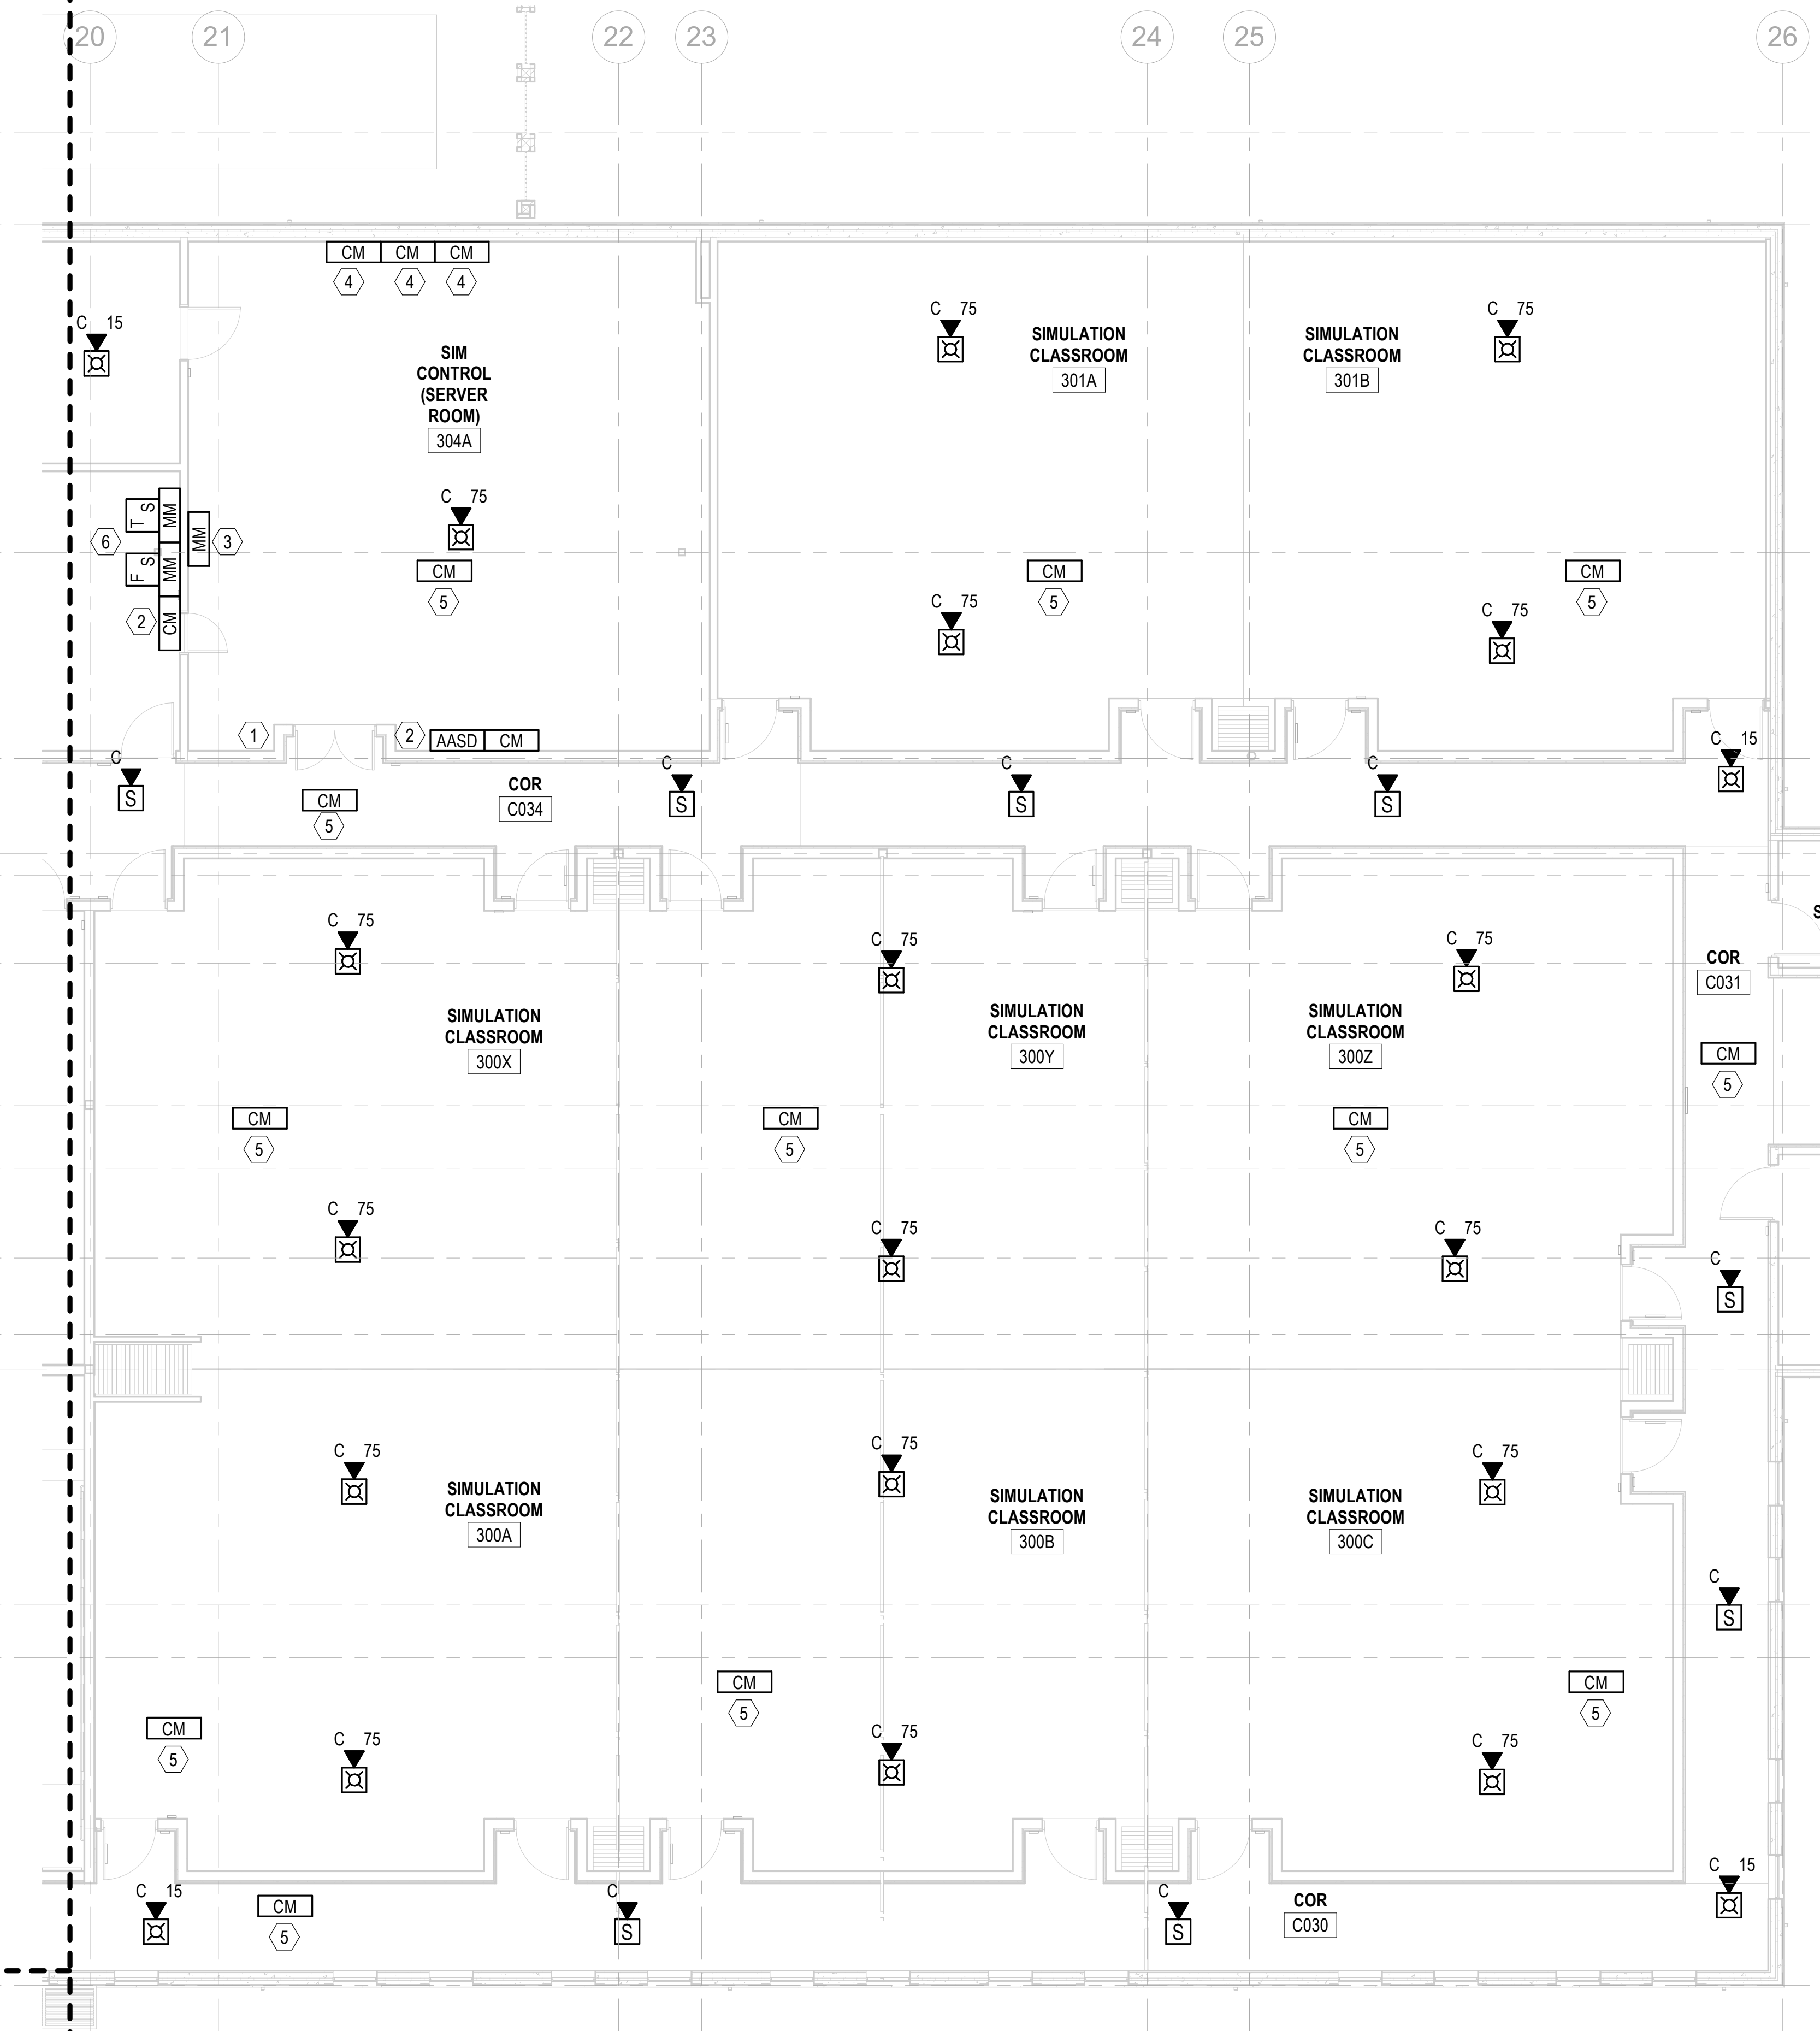 20 21 22 23 24 25 26
CM CM CM
4 4 4
C 15
C 75
C 75
SIMULATION
CLASSROOM
301A
SIMULATION
CLASSROOM
301B
SIM
CONTROL
(SERVER
ROOM)
304A
C 75
T S
MM
MM
3
6
F S
MM
CM
2
CM
5
CM
5
CM
5
C 75
C 75
1
2
AASD CM
C
S
CM
5
COR
C034
C
S
C
S
C
S
C 15
C 75
C 75
C 75
S
COR
C031
SIMULATION
CLASSROOM
300X
SIMULATION
CLASSROOM
300Y
SIMULATION
CLASSROOM
300Z
CM
5
CM
5
CM
5
CM
5
C 75
C 75
C 75
C
S
C 75
C 75
C 75
SIMULATION
CLASSROOM
300A
SIMULATION
CLASSROOM
300B
SIMULATION
CLASSROOM
300C
C
S
CM
5
CM
5
CM
5
C 75
C 75
C 75
C 15
CM
5
C
S
C
S
COR
C030
C 15